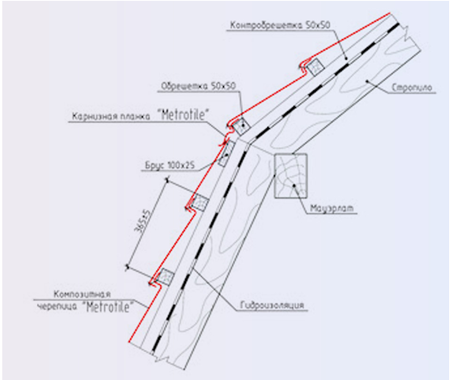 Контробрешетка 50х50
Обрешетка 50х50
Стропило
Карнизная планка "Metrotile"
Брус 100х25
Мауэрлат
365±5
Композитная
черепица "Metrotile"
Гидроизоляция